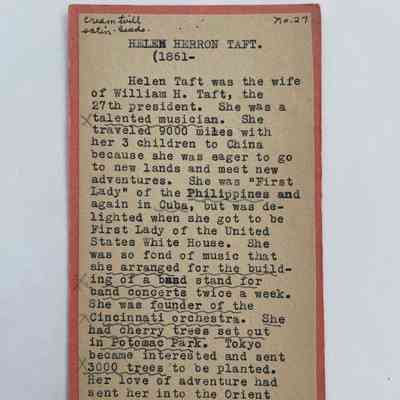 cream twill No. 27
satin - beads.
HELEN HERRON TAFT.
(1861-
Helen Taft was the wife
of William H. Taft, the
27th president. She was a
talented musician. She
traveled 9000 miles with
her 3 children to China
because she was eager to go
to new lands and meet new
adventures. She was "First
Lady" of the Philippines and
again in Cuba, but was de-
lighted when she got to be
First Lady of the United
States White House. She
was so fond of music that
she arranged for the build-
ing of a band stand for
band concerts twice a week.
She was founder of the
Cincinnati orchestra. She
had cherry trees set out
in Potomac Park. Tokyo
became interested and sent
3000 trees to be planted.
Her love of adventure had
sent her into the Orient